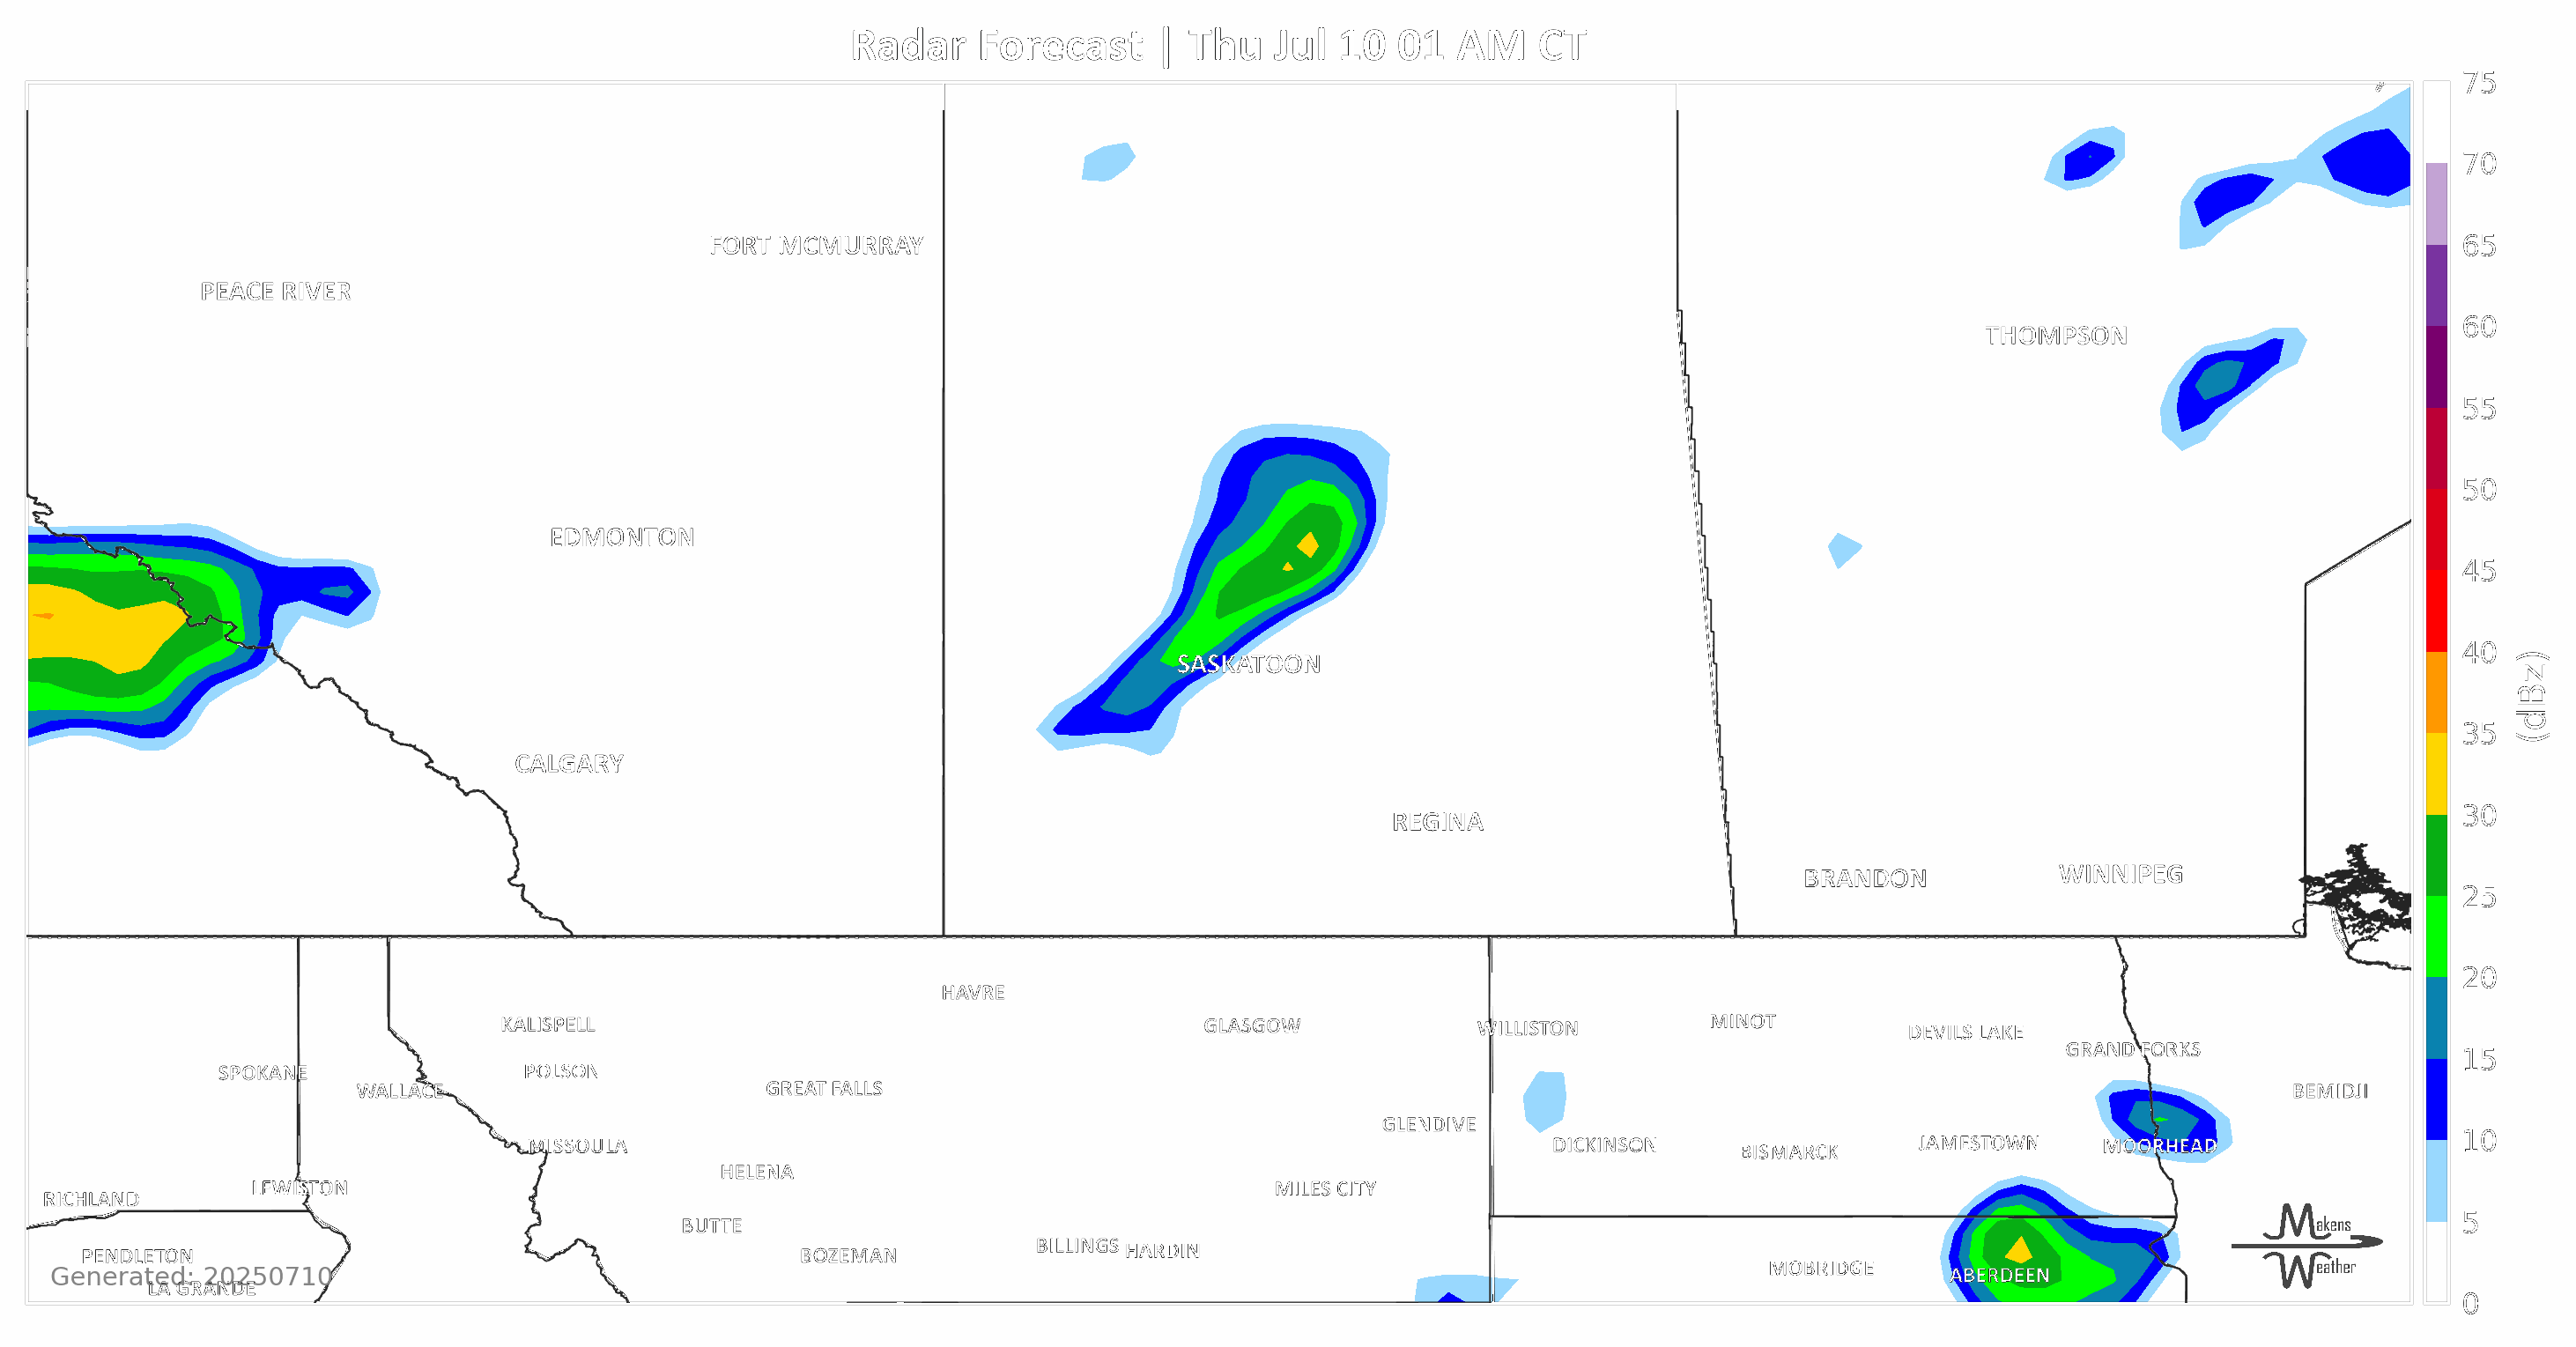 Radar Forecast | Thu Jul 10 01 AM CT
75
70
65
60
55
50
45
40
35
30
25
20
15
10
5
0
(dBz)
FORT MCMURRAY
PEACE RIVER
THOMPSON
EDMONTON
SASKATOON
CALGARY
REGINA
BRANDON
WINNIPEG
HAVRE
KALISPELL
GLASGOW
WILLISTON
MINOT
DEVILS LAKE
GRAND FORKS
SPOKANE
WALLACE
POLSON
GREAT FALLS
BEMIDJI
GLENDIVE
MISSOULA
DICKINSON
BISMARCK
JAMESTOWN
MOORHEAD
HELENA
RICHLAND
LEWISTON
MILES CITY
BUTTE
PENDLETON
BOZEMAN
BILLINGS
HARDIN
MOBRIDGE
ABERDEEN
Generated: 20250710
LA GRANDE
Makens
Weather